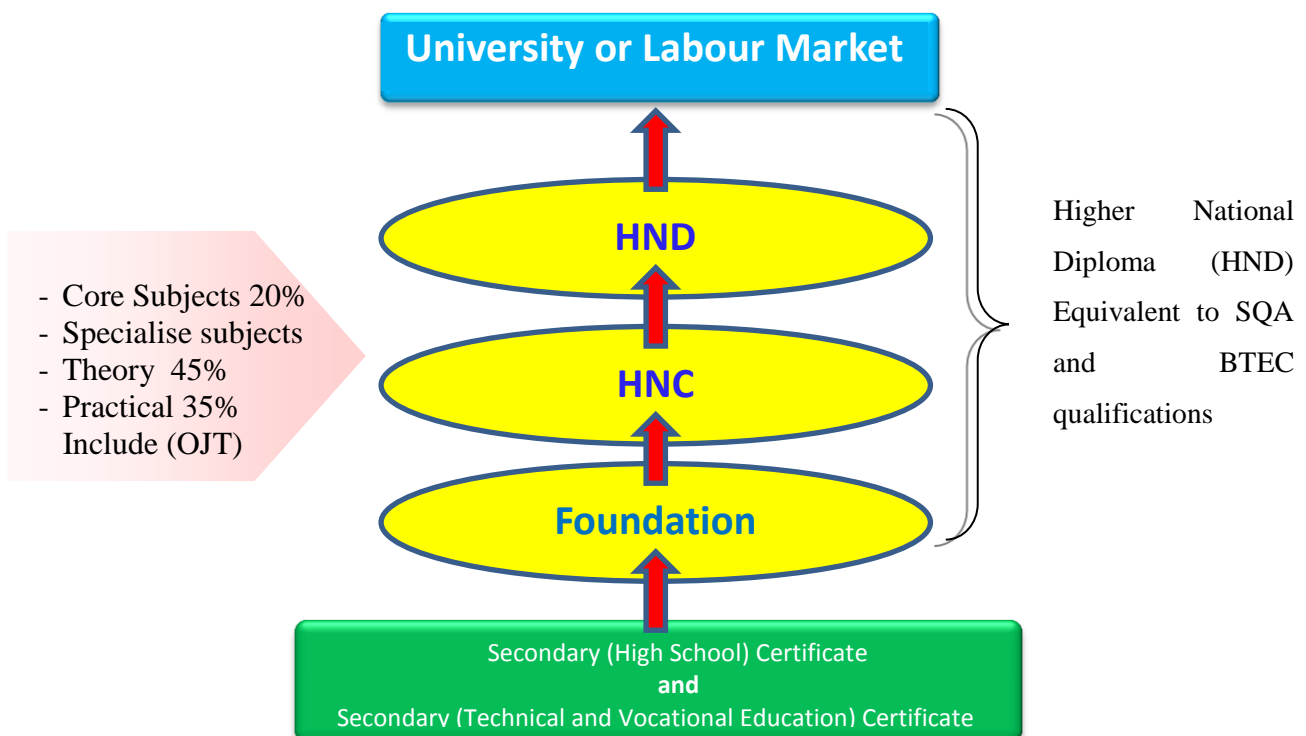 University or Labour Market
HND
HNC
Foundation
Secondary (High School) Certificate
and
Secondary (Technical and Vocational Education) Certificate
- Core Subjects 20%
- Specialise subjects
- Theory 45%
- Practical 35%
Include (OJT)
Higher National
Diploma (HND)
Equivalent to SQA
and BTEC
qualifications